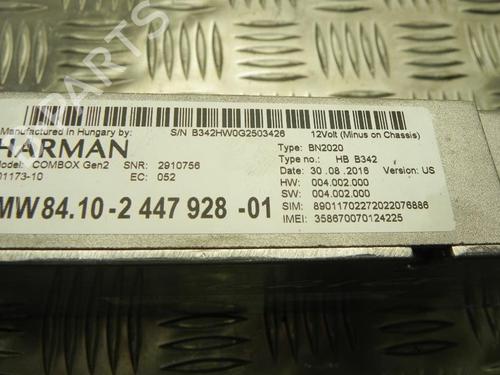 PARTS
Manufactured in Hungary by:
S/N B342HW0G2503426
12Volt (Minus on Chassis)
HARMAN
Type: BN2020
Model: COMBOX Gen2 SNR: 2910756
Type no.: HB B342
01173-10 EC: 052
Date: 30 .08 .2016 Version: US
HW: 004.002.000
MW 84.10-2 447 928 -01
SW: 004.002.000
SIM: 89011702272022076886
IMEI: 358670070124225